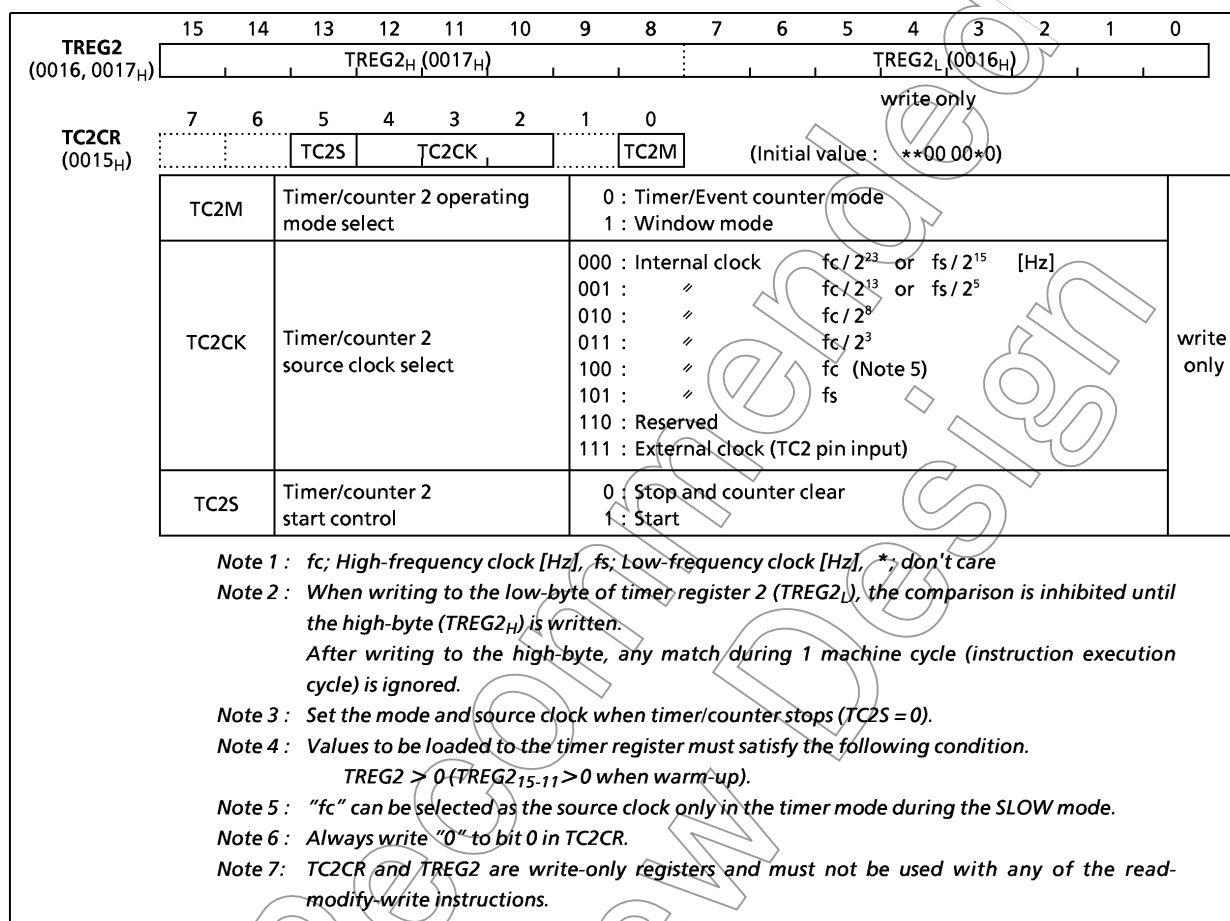 15 14 13 12 11 10 9 8 7 6 5 4 3 2 1 0
TREG2
(0016, 0017H)
TREG2H (0017H) TREG2L (0016H)
write only
7 6 5 4 3 2 1 0
TC2CR
(0015H)
TC2S TC2CK TC2M (Initial value : **00 00*0)
TC2M
Timer/counter 2 operating
mode select
0 : Timer/Event counter mode
1 : Window mode
TC2CK
Timer/counter 2
source clock select
000 : Internal clock fc / 2²³ or fs / 2¹⁵ [Hz]
001 : 〃 fc / 2¹³ or fs / 2⁵
010 : 〃 fc / 2⁸
011 : 〃 fc / 2³
100 : 〃 fc (Note 5)
101 : 〃 fs
110 : Reserved
111 : External clock (TC2 pin input)
write
only
TC2S
Timer/counter 2
start control
0 : Stop and counter clear
1 : Start
Note 1 : fc; High-frequency clock [Hz], fs; Low-frequency clock [Hz], *; don't care
Note 2 : When writing to the low-byte of timer register 2 (TREG2L), the comparison is inhibited until
the high-byte (TREG2H) is written.
After writing to the high-byte, any match during 1 machine cycle (instruction execution
cycle) is ignored.
Note 3 : Set the mode and source clock when timer/counter stops (TC2S = 0).
Note 4 : Values to be loaded to the timer register must satisfy the following condition.
TREG2 > 0 (TREG215-11 > 0 when warm-up).
Note 5 : "fc" can be selected as the source clock only in the timer mode during the SLOW mode.
Note 6 : Always write "0" to bit 0 in TC2CR.
Note 7: TC2CR and TREG2 are write-only registers and must not be used with any of the read-
modify-write instructions.
ecommended
ew Design